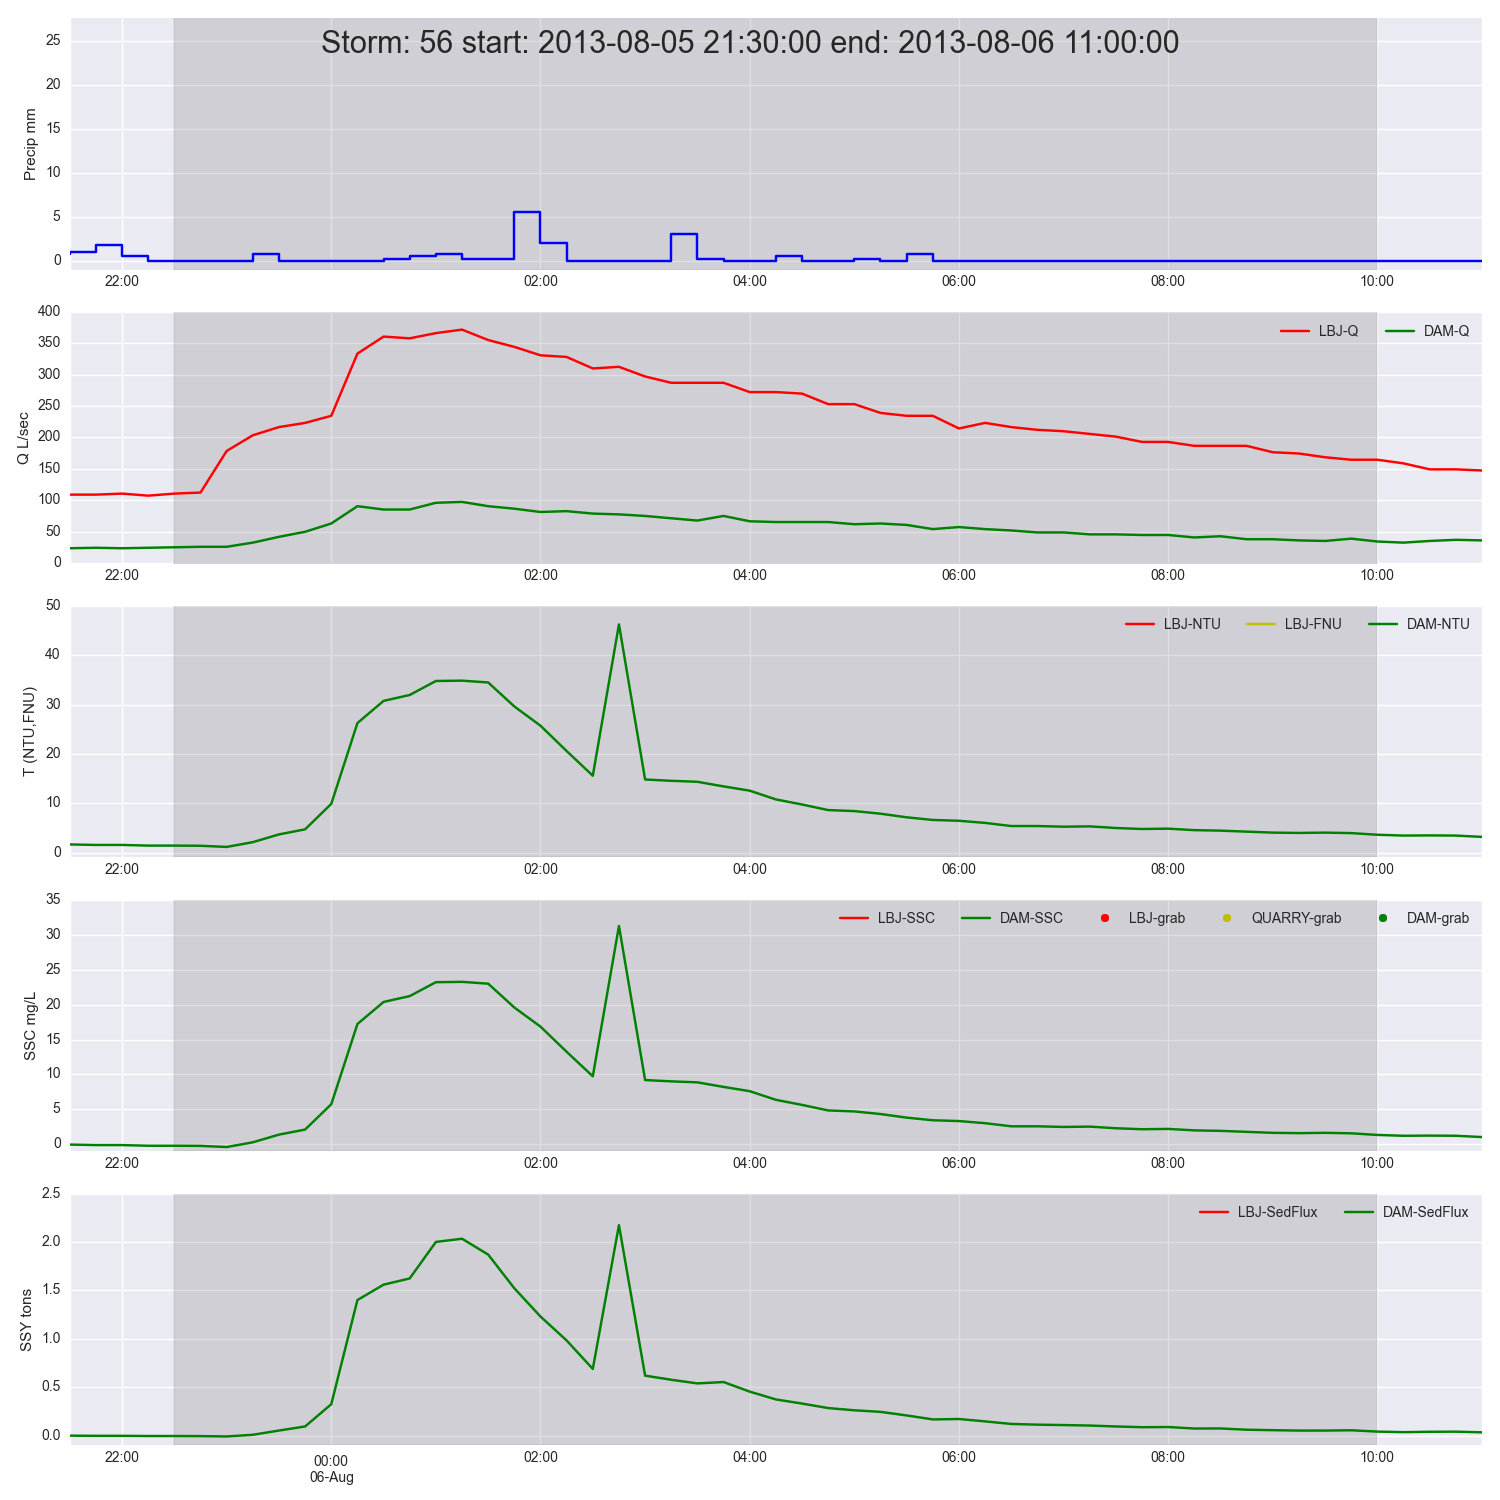 Storm: 56 start: 2013-08-05 21:30:00 end: 2013-08-06 11:00:00
Precip mm
25
20
15
10
5
0
22:00 02:00 04:00 06:00 08:00 10:00
LBJ-Q DAM-Q
Q L/sec
400
350
300
250
200
150
100
50
0
22:00 02:00 04:00 06:00 08:00 10:00
LBJ-NTU LBJ-FNU DAM-NTU
T (NTU,FNU)
50
40
30
20
10
0
22:00 02:00 04:00 06:00 08:00 10:00
LBJ-SSC DAM-SSC LBJ-grab QUARRY-grab DAM-grab
SSC mg/L
35
30
25
20
15
10
5
0
22:00 02:00 04:00 06:00 08:00 10:00
LBJ-SedFlux DAM-SedFlux
SSY tons
2.5
2.0
1.5
1.0
0.5
0.0
22:00 00:00 02:00 04:00 06:00 08:00 10:00
06-Aug